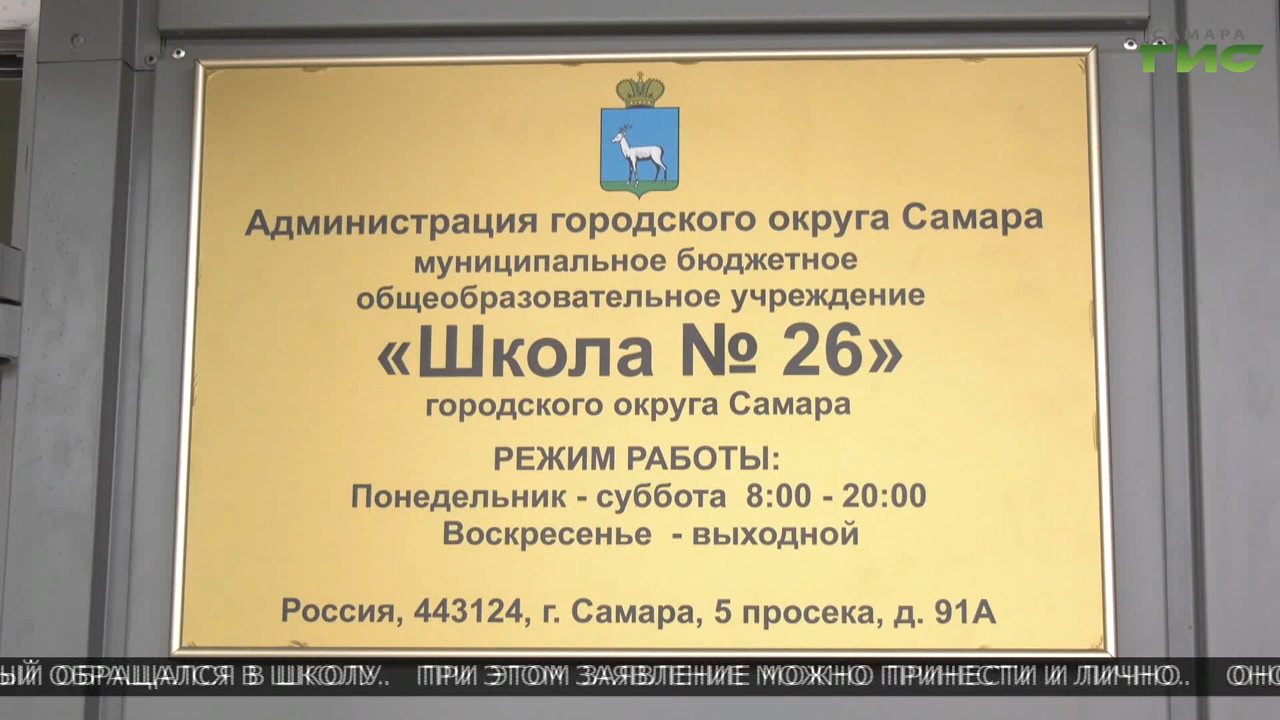 САМАРА
ГИС
Администрация городского округа Самара
муниципальное бюджетное
общеобразовательное учреждение
«Школа № 26»
городского округа Самара
РЕЖИМ РАБОТЫ:
Понедельник - суббота 8:00 - 20:00
Воскресенье - выходной
Россия, 443124, г. Самара, 5 просека, д. 91А
ЫЙ ОБРАЩАЛСЯ В ШКОЛУ.. ПРИ ЭТОМ ЗАЯВЛЕНИЕ МОЖНО ПРИНЕСТИ И ЛИЧНО.. ОНО